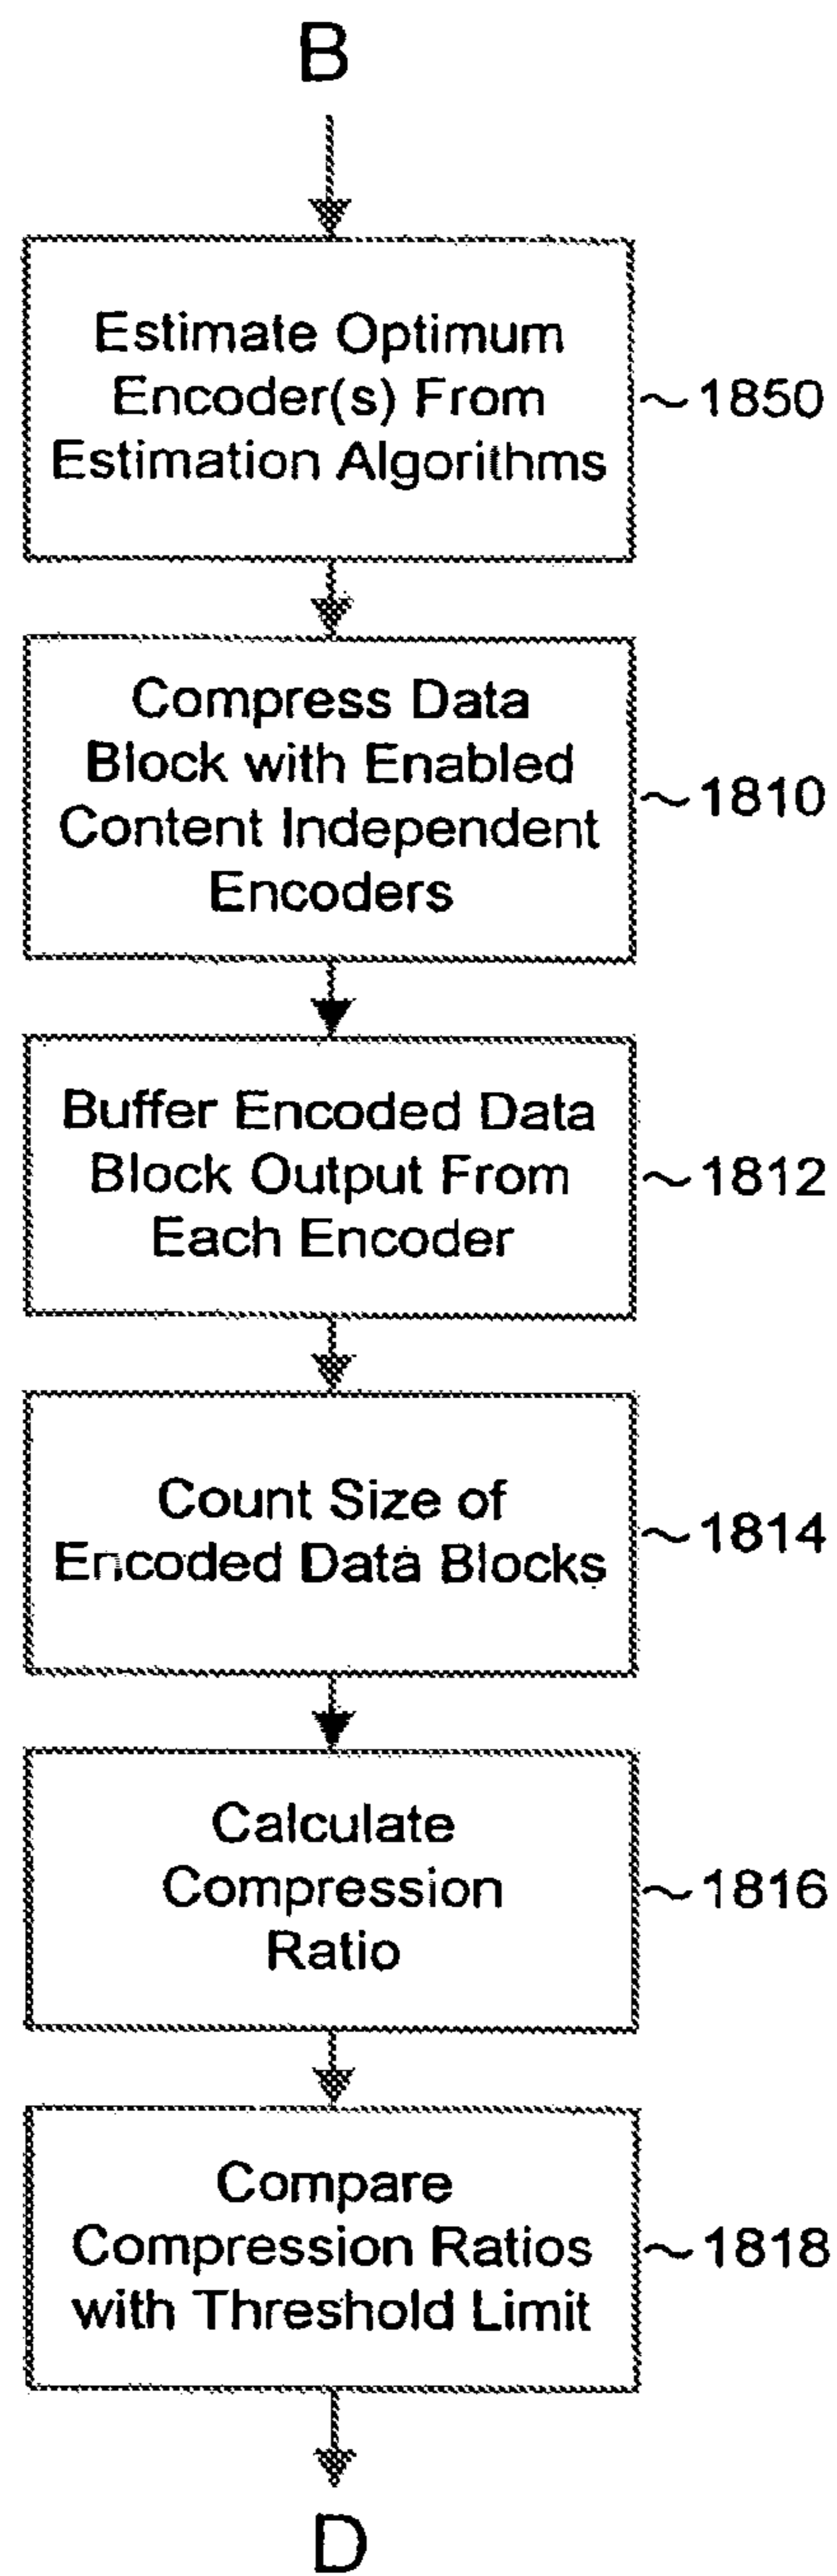 B
Estimate Optimum
Encoder(s) From
Estimation Algorithms
~1850
Compress Data
Block with Enabled
Content Independent
Encoders
~1810
Buffer Encoded Data
Block Output From
Each Encoder
~1812
Count Size of
Encoded Data Blocks
~1814
Calculate
Compression
Ratio
~1816
Compare
Compression Ratios
with Threshold Limit
~1818
D